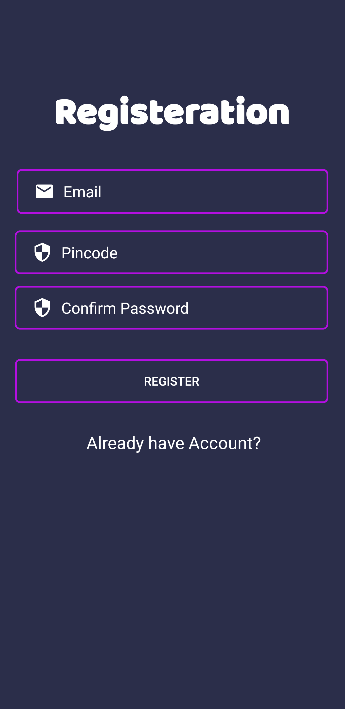 Registeration
Email
Pincode
Confirm Password
REGISTER
Already have Account?